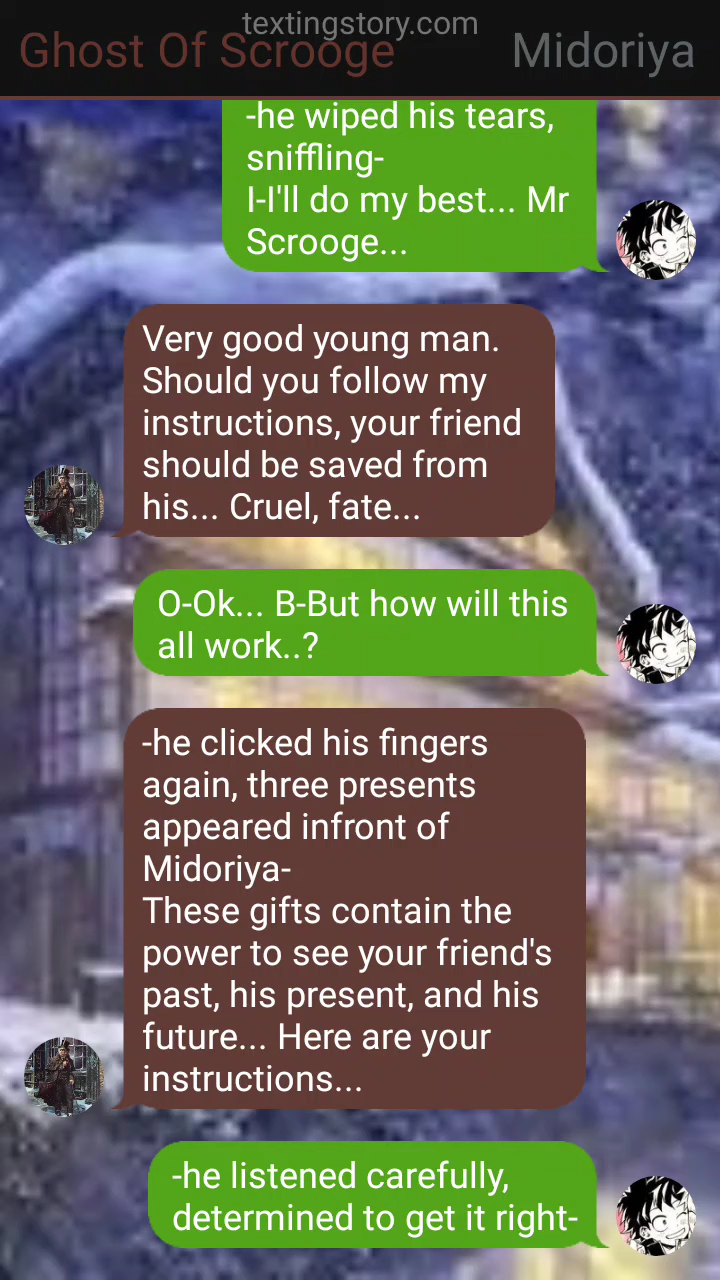 textingstory.com
Ghost Of Scrooge
Midoriya
-he wiped his tears,
sniffling-
I-I'll do my best... Mr
Scrooge...
Very good young man.
Should you follow my
instructions, your friend
should be saved from
his... Cruel, fate...
O-Ok... B-But how will this
all work..?
-he clicked his fingers
again, three presents
appeared infront of
Midoriya-
These gifts contain the
power to see your friend's
past, his present, and his
future... Here are your
instructions...
-he listened carefully,
determined to get it right-